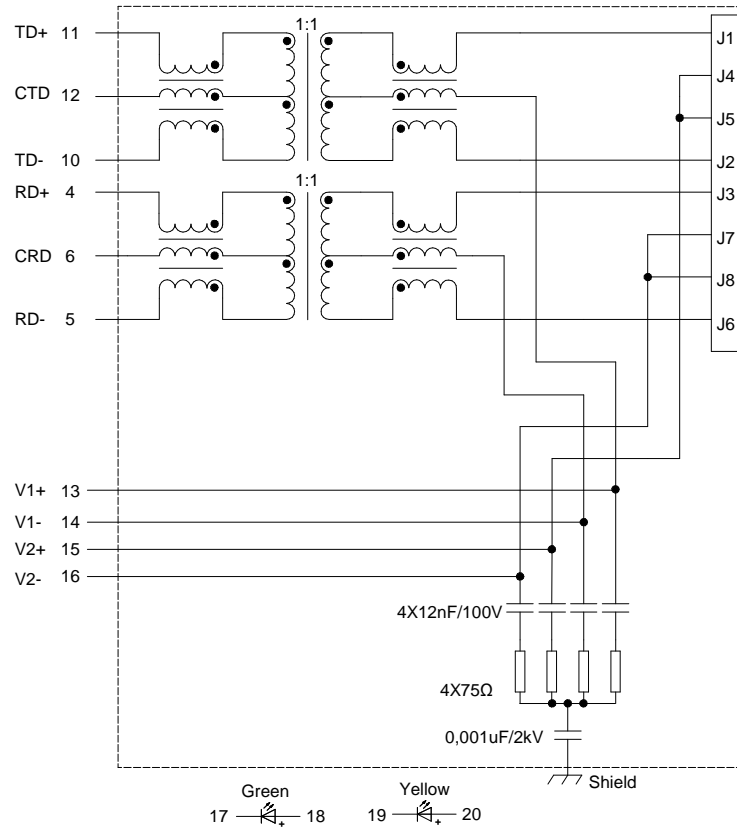 1:1
TD+ 11
J1
J4
CTD 12
J5
TD- 10
J2
1:1
RD+ 4
J3
J7
CRD 6
J8
RD- 5
J6
V1+ 13
V1- 14
V2+ 15
V2- 16
4X12nF/100V
4X75Ω
0,001uF/2kV
Shield
Green
17 + 18
Yellow
19 + 20